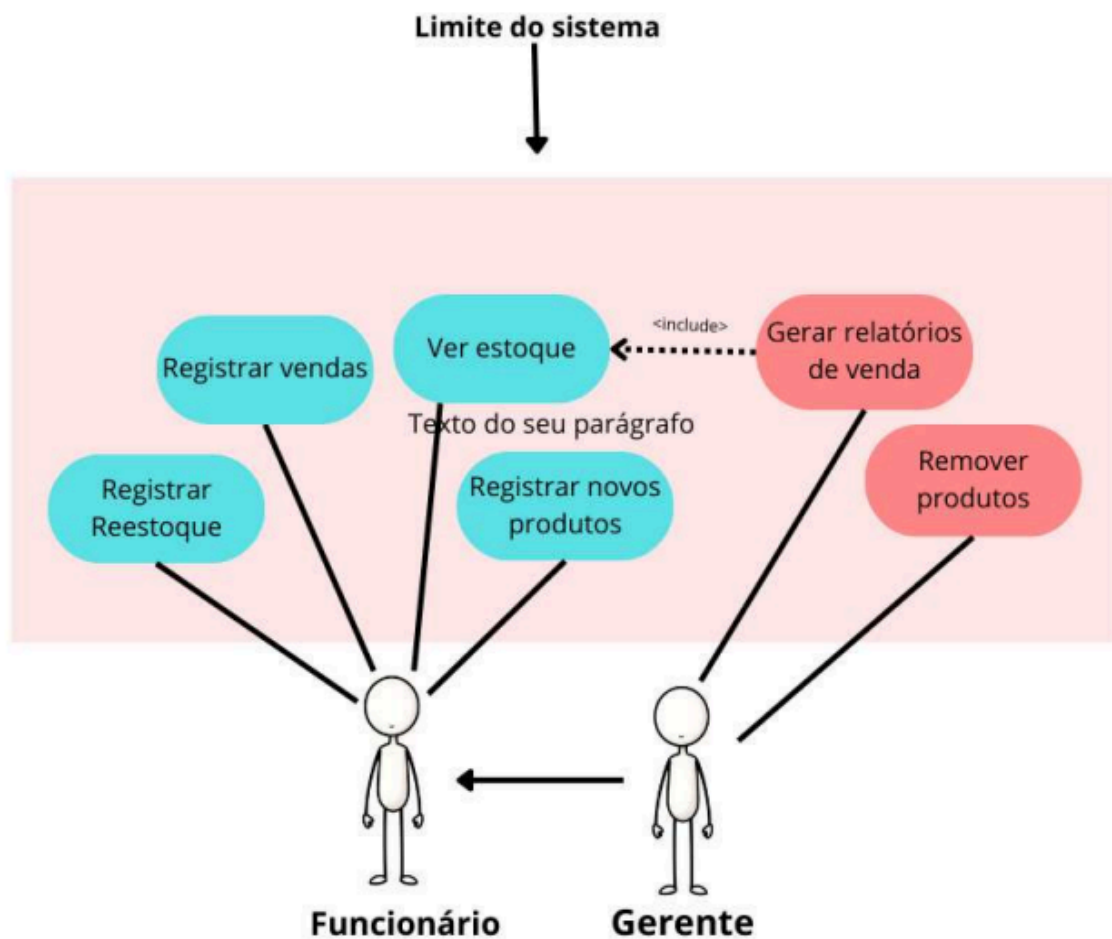 Limite do sistema
Ver estoque
<include>
Gerar relatórios
de venda
Registrar vendas
Texto do seu parágrafo
Registrar
Reestoque
Registrar novos
produtos
Remover
produtos
Funcionário
Gerente